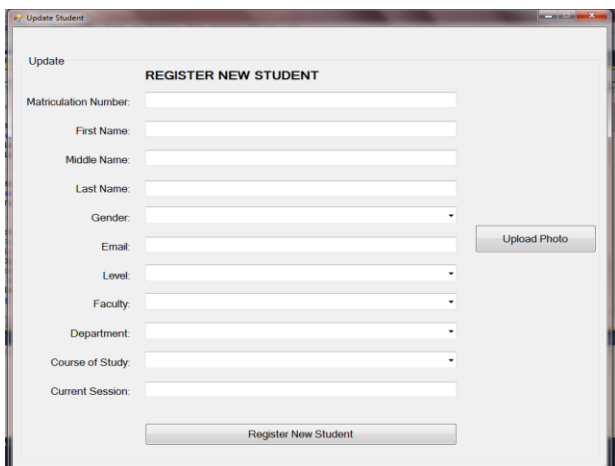 Update Student
Update
REGISTER NEW STUDENT
Matriculation Number:
First Name:
Middle Name:
Last Name:
Gender:
Email:
Upload Photo
Level:
Faculty:
Department:
Course of Study:
Current Session:
Register New Student